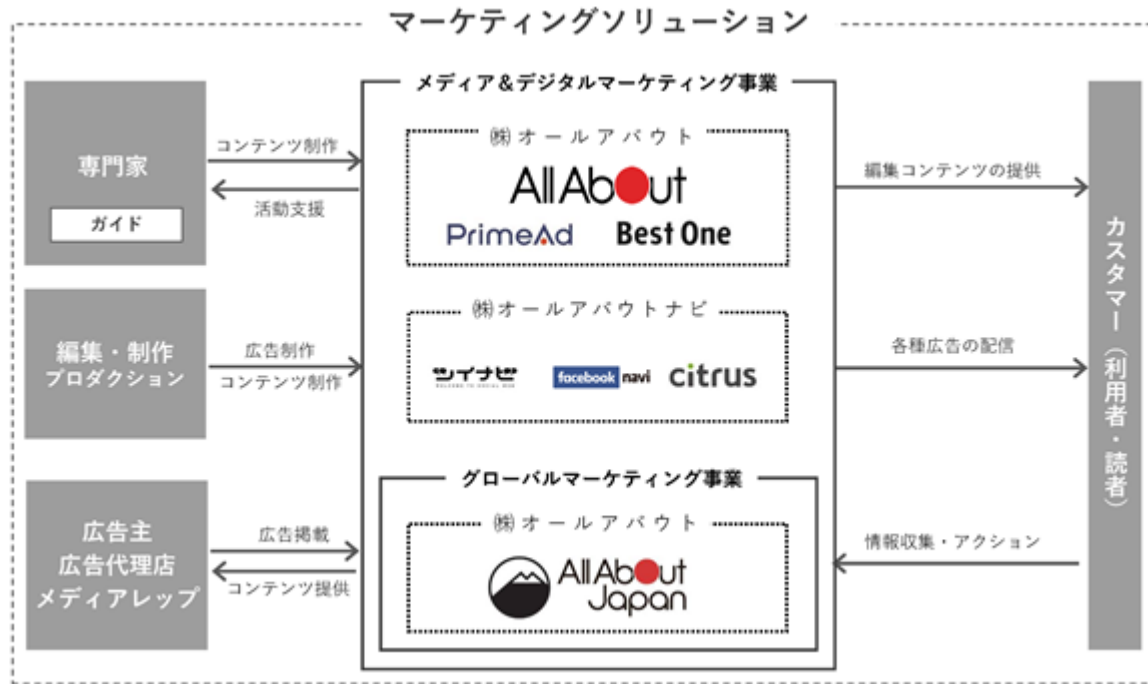 マーケティングソリューション
メディア&デジタルマーケティング事業
専門家
ガイド
コンテンツ制作
活動支援
㈱オールアバウト
All About
PrimeAd
Best One
編集コンテンツの提供
カスタマー（利用者・読者）
編集・制作
プロダクション
広告制作
コンテンツ制作
㈱オールアバウトナビ
ツイナビ
facebook navi
citrus
各種広告の配信
グローバルマーケティング事業
広告主
広告代理店
メディアレップ
広告掲載
コンテンツ提供
㈱オールアバウト
All About
Japan
情報収集・アクション